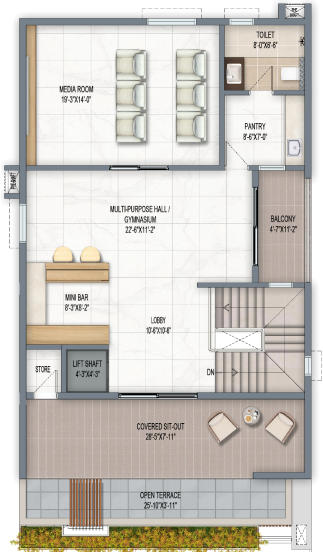 TOILET
8'-0"X6'-6"
MEDIA ROOM
19'-3"X14'-0"
PANTRY
8'-6"X7'-0"
MULTI-PURPOSE HALL /
GYMNASIUM
22'-6"X11'-2"
BALCONY
4'-7"X11'-2"
MINI BAR
8'-3"X8'-2"
LOBBY
10'-6"X10'-6"
STORE
LIFT SHAFT
4'-3"X4'-3"
DN
COVERED SIT-OUT
28'-5"X7'-11"
OPEN TERRACE
25'-10"X3'-11"